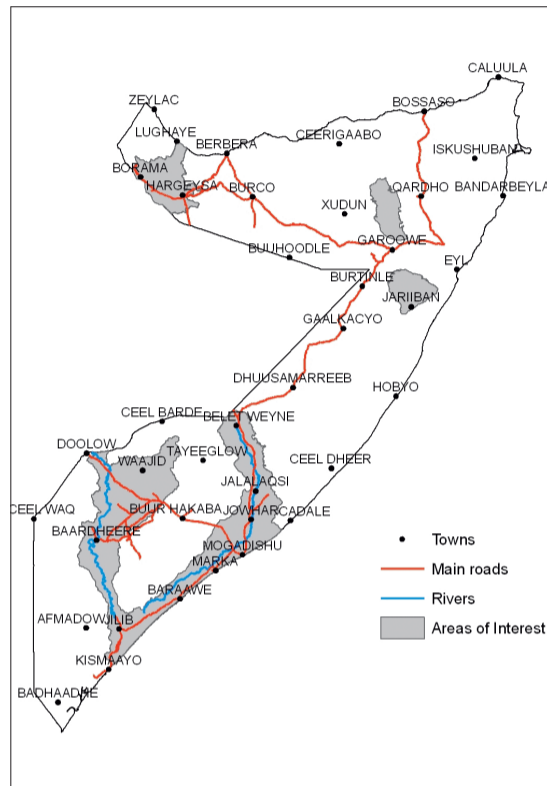 CALUULA
ZEYLAC
BOSSASO
LUGHAYE
CEERIGAABO
BERBERA
ISKUSHUBAN
BORAMA
HARGEYSA
BURCO
QARDHO
BANDARBEYLA
XUDUN
GAROOWE
BUUHOODLE
EYL
BURTINLE
JARIIBAN
GAALKACYO
DHUUSAMARREEB
HOBYO
CEEL BARDE
BELET WEYNE
DOOLOW
TAYEEGLOW
WAAJID
CEEL DHEER
JALALAQSI
CEEL WAQ
BUUR HAKABA
JOWHAR
CADALE
BAARDHEERE
MOGADISHU
MARKA
BARAAWE
AFMADOW
JILIB
KISMAAYO
BADHAADHE
Towns
Main roads
Rivers
Areas of Interest